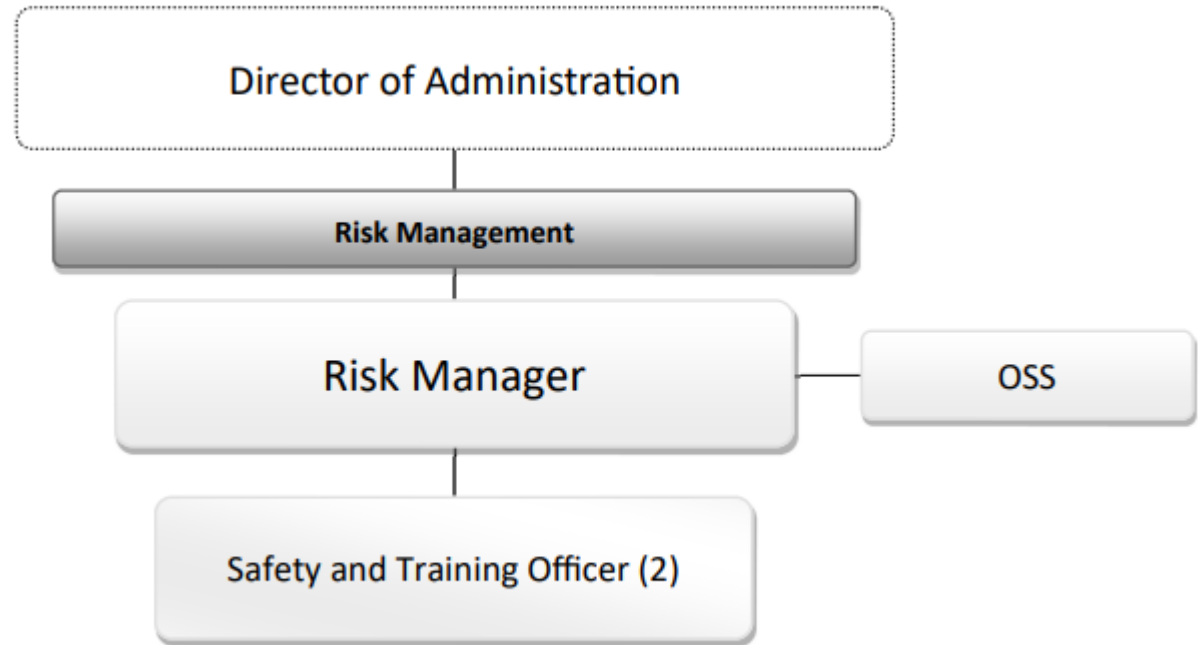 Director of Administration
Risk Management
Risk Manager
OSS
Safety and Training Officer (2)